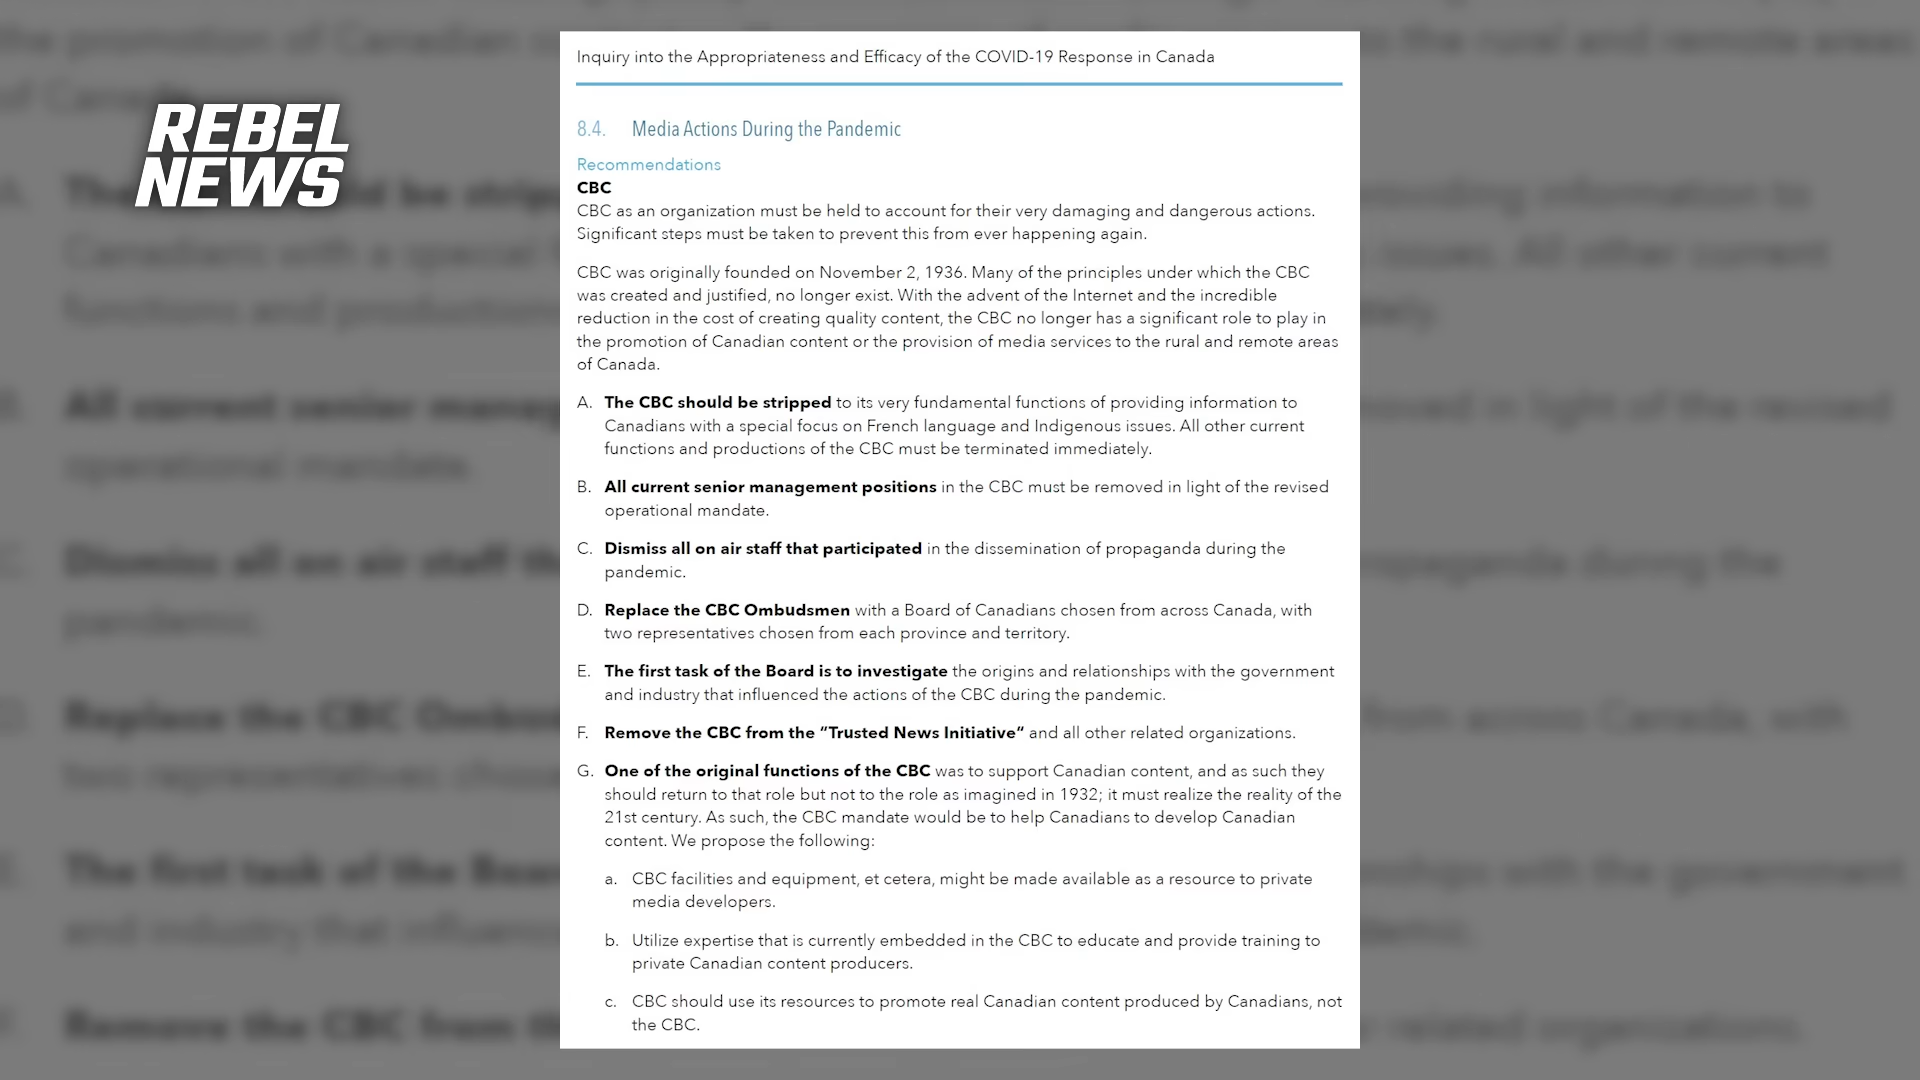 REBEL
NEWS
Inquiry into the Appropriateness and Efficacy of the COVID-19 Response in Canada
8.4. Media Actions During the Pandemic
Recommendations
CBC
CBC as an organization must be held to account for their very damaging and dangerous actions.
Significant steps must be taken to prevent this from ever happening again.
CBC was originally founded on November 2, 1936. Many of the principles under which the CBC
was created and justified, no longer exist. With the advent of the Internet and the incredible
reduction in the cost of creating quality content, the CBC no longer has a significant role to play in
the promotion of Canadian content or the provision of media services to the rural and remote areas
of Canada.
A. The CBC should be stripped to its very fundamental functions of providing information to
Canadians with a special focus on French language and Indigenous issues. All other current
functions and productions of the CBC must be terminated immediately.
B. All current senior management positions in the CBC must be removed in light of the revised
operational mandate.
C. Dismiss all on air staff that participated in the dissemination of propaganda during the
pandemic.
D. Replace the CBC Ombudsmen with a Board of Canadians chosen from across Canada, with
two representatives chosen from each province and territory.
E. The first task of the Board is to investigate the origins and relationships with the government
and industry that influenced the actions of the CBC during the pandemic.
F. Remove the CBC from the “Trusted News Initiative” and all other related organizations.
G. One of the original functions of the CBC was to support Canadian content, and as such they
should return to that role but not to the role as imagined in 1932; it must realize the reality of the
21st century. As such, the CBC mandate would be to help Canadians to develop Canadian
content. We propose the following:
a. CBC facilities and equipment, et cetera, might be made available as a resource to private
media developers.
b. Utilize expertise that is currently embedded in the CBC to educate and provide training to
private Canadian content producers.
c. CBC should use its resources to promote real Canadian content produced by Canadians, not
the CBC.